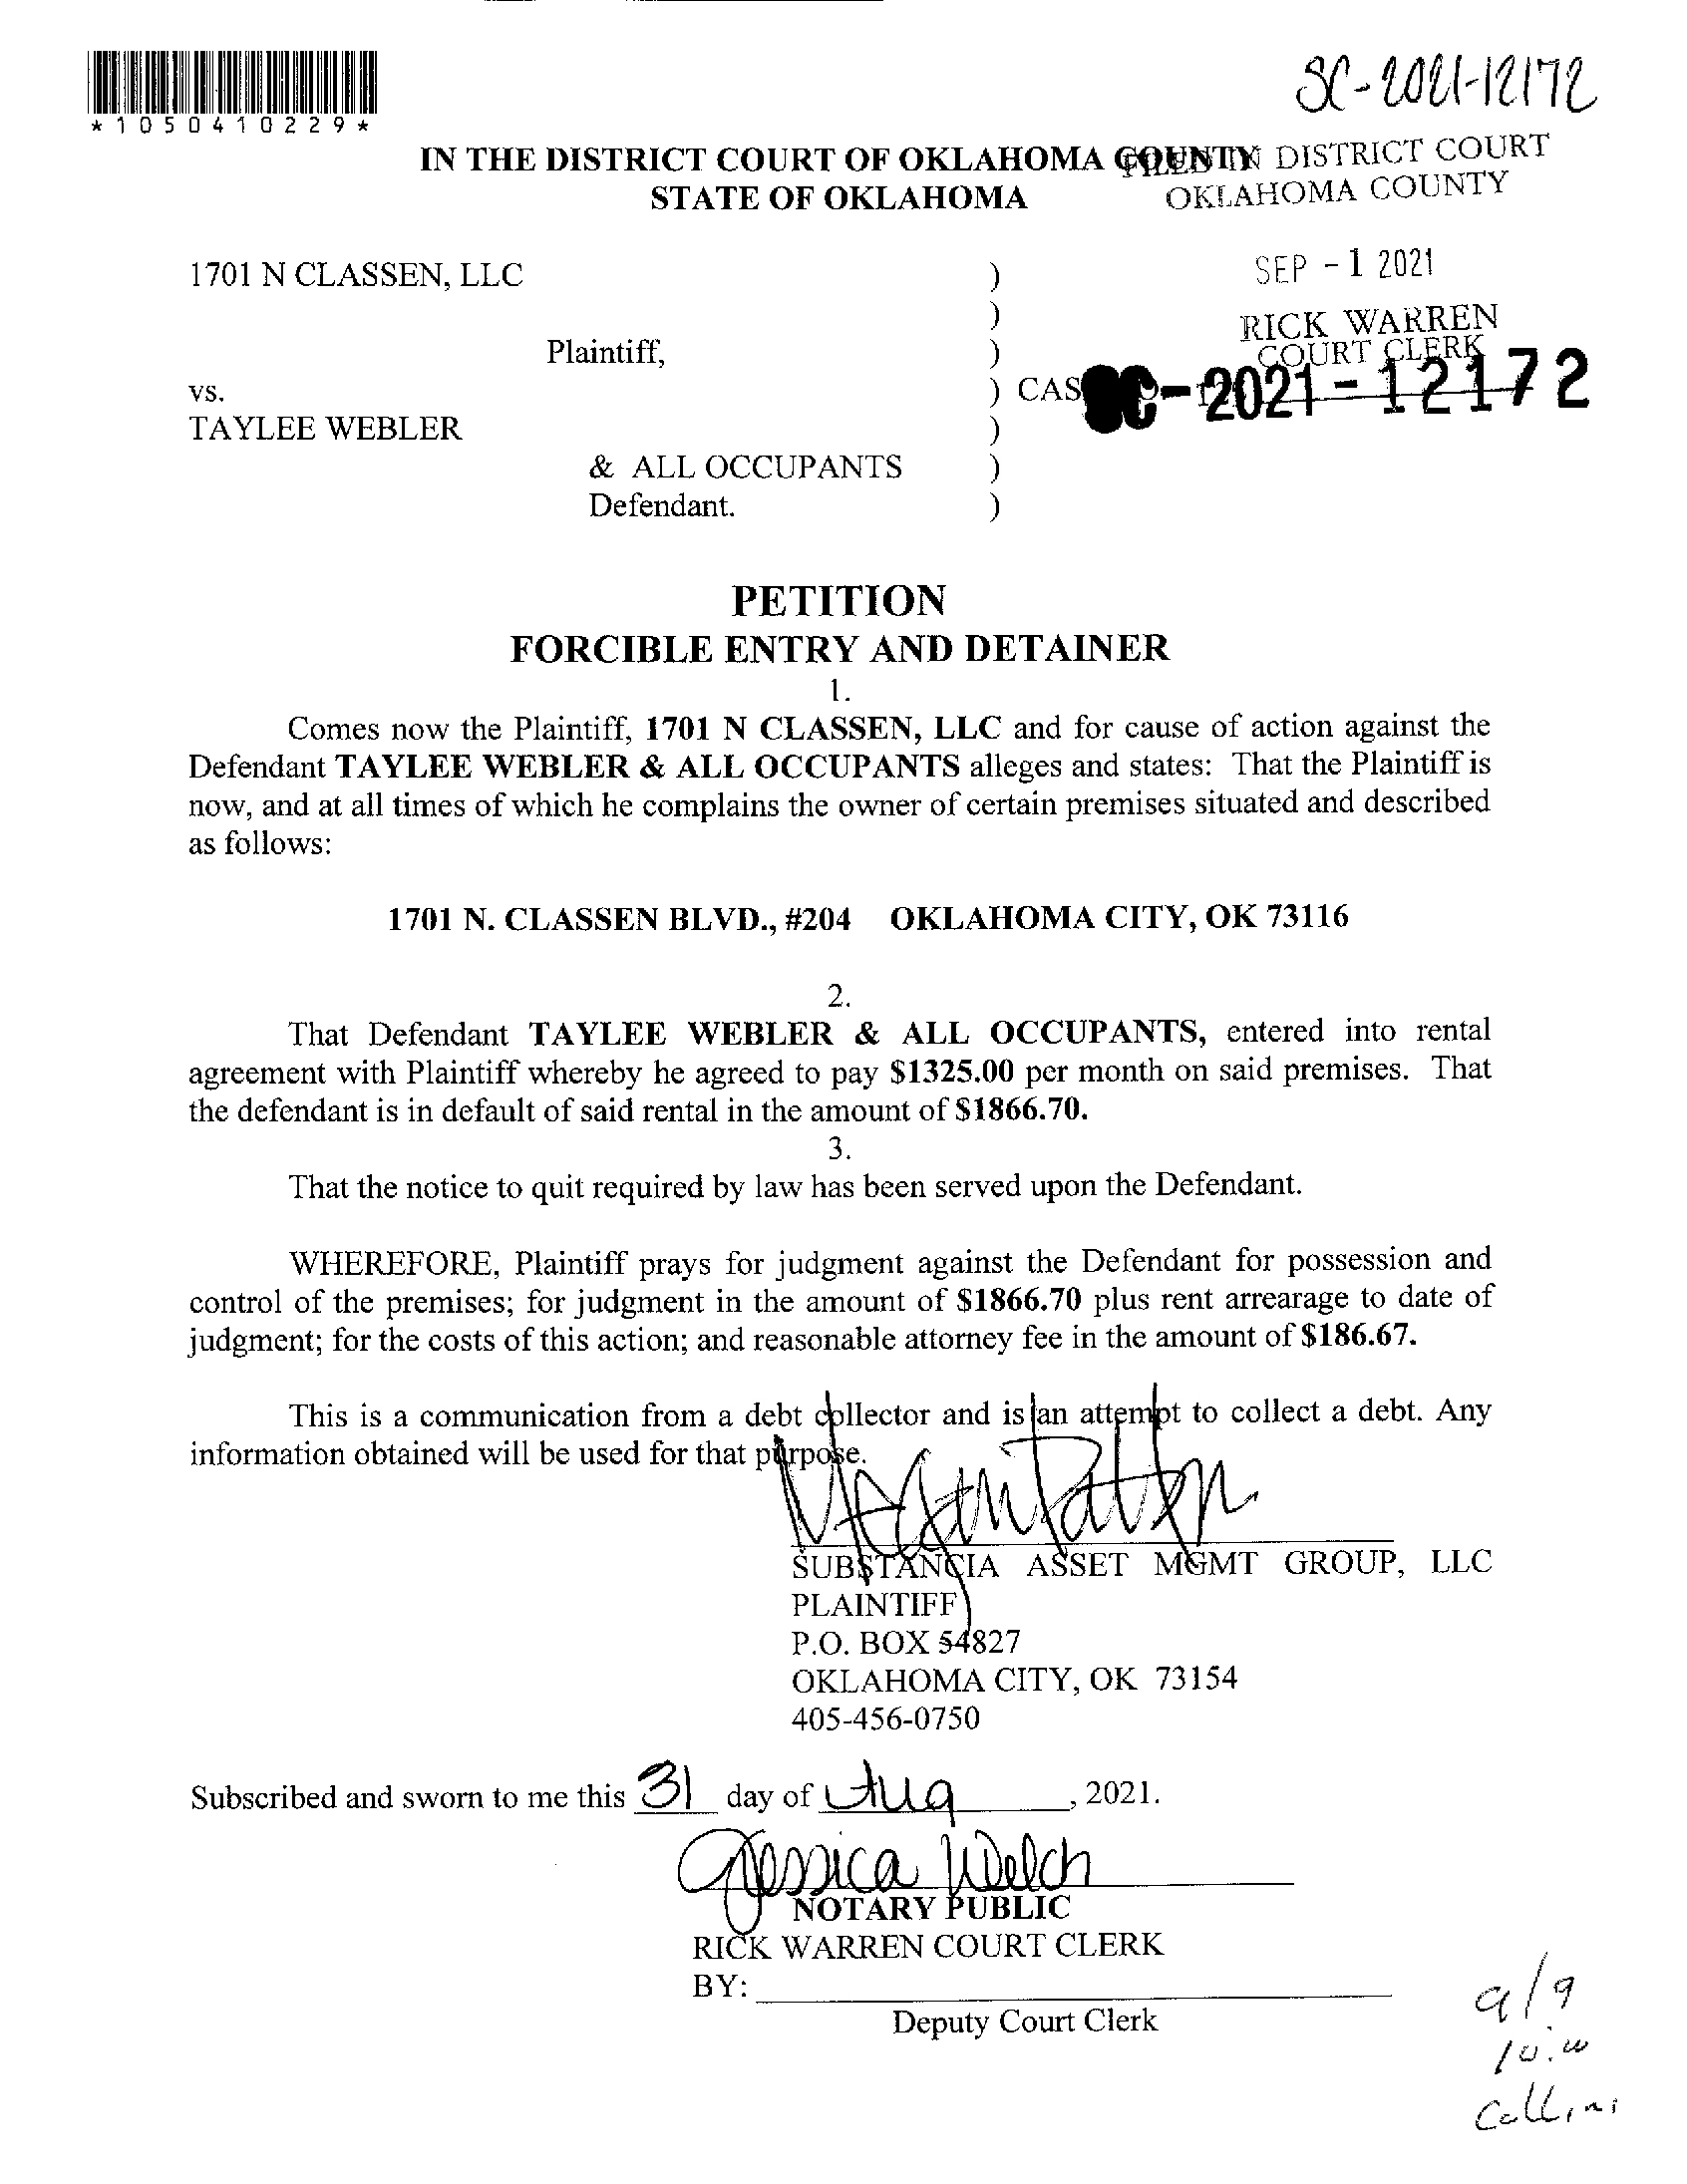 *1050410229*
SC-2021-12172
IN THE DISTRICT COURT OF OKLAHOMA COUNTY
STATE OF OKLAHOMA
FILED IN DISTRICT COURT
OKLAHOMA COUNTY
SEP - 1 2021
RICK WARREN
COURT CLERK
1701 N CLASSEN, LLC )
)
Plaintiff, )
vs. ) CAS SC-2021-12172
TAYLEE WEBLER )
& ALL OCCUPANTS )
Defendant. )
PETITION
FORCIBLE ENTRY AND DETAINER
1.
Comes now the Plaintiff, 1701 N CLASSEN, LLC and for cause of action against the
Defendant TAYLEE WEBLER & ALL OCCUPANTS alleges and states: That the Plaintiff is
now, and at all times of which he complains the owner of certain premises situated and described
as follows:
1701 N. CLASSEN BLVD., #204 OKLAHOMA CITY, OK 73116
2.
That Defendant TAYLEE WEBLER & ALL OCCUPANTS, entered into rental
agreement with Plaintiff whereby he agreed to pay $1325.00 per month on said premises. That
the defendant is in default of said rental in the amount of $1866.70.
3.
That the notice to quit required by law has been served upon the Defendant.
WHEREFORE, Plaintiff prays for judgment against the Defendant for possession and
control of the premises; for judgment in the amount of $1866.70 plus rent arrearage to date of
judgment; for the costs of this action; and reasonable attorney fee in the amount of $186.67.
This is a communication from a debt collector and is an attempt to collect a debt. Any
information obtained will be used for that purpose.
Megan Patten
SUBSTANCIA ASSET MGMT GROUP, LLC
PLAINTIFF
P.O. BOX 54827
OKLAHOMA CITY, OK 73154
405-456-0750
Subscribed and sworn to me this 31 day of Aug, 2021.
Jessica Welch
NOTARY PUBLIC
RICK WARREN COURT CLERK
BY:
Deputy Court Clerk
9/9
10:00